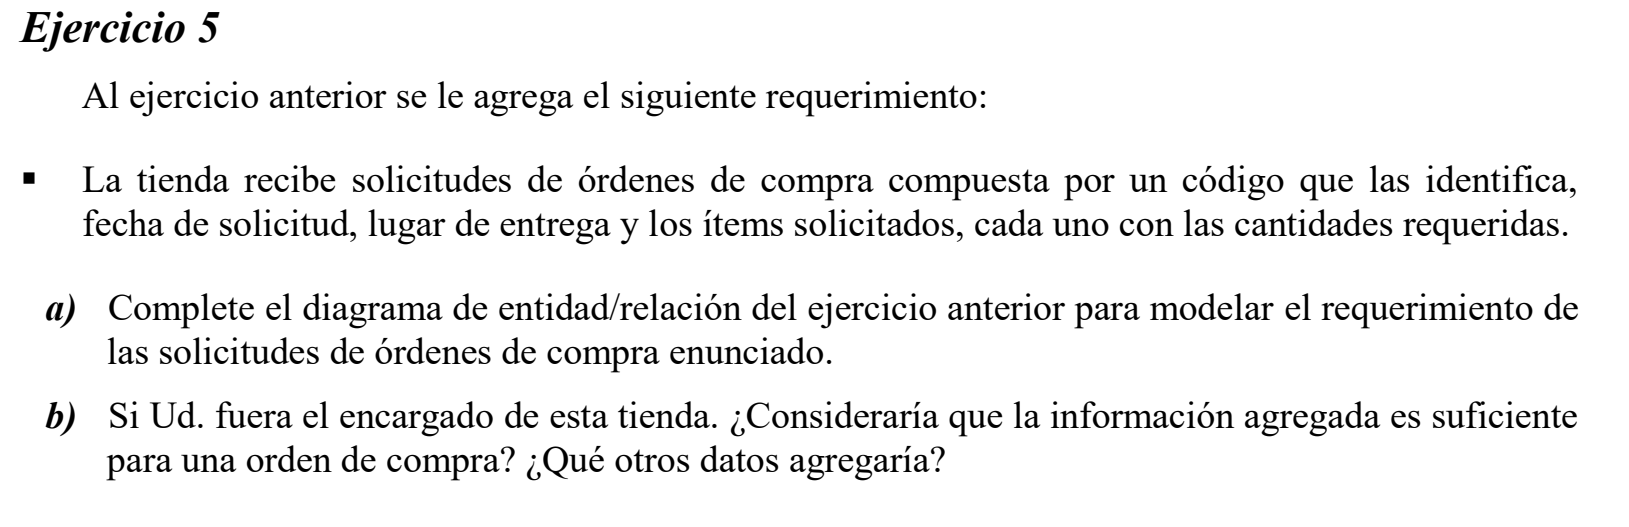 Ejercicio 5
Al ejercicio anterior se le agrega el siguiente requerimiento:
▪ La tienda recibe solicitudes de órdenes de compra compuesta por un código que las identifica,
fecha de solicitud, lugar de entrega y los ítems solicitados, cada uno con las cantidades requeridas.
a) Complete el diagrama de entidad/relación del ejercicio anterior para modelar el requerimiento de
las solicitudes de órdenes de compra enunciado.
b) Si Ud. fuera el encargado de esta tienda. ¿Consideraría que la información agregada es suficiente
para una orden de compra? ¿Qué otros datos agregaría?